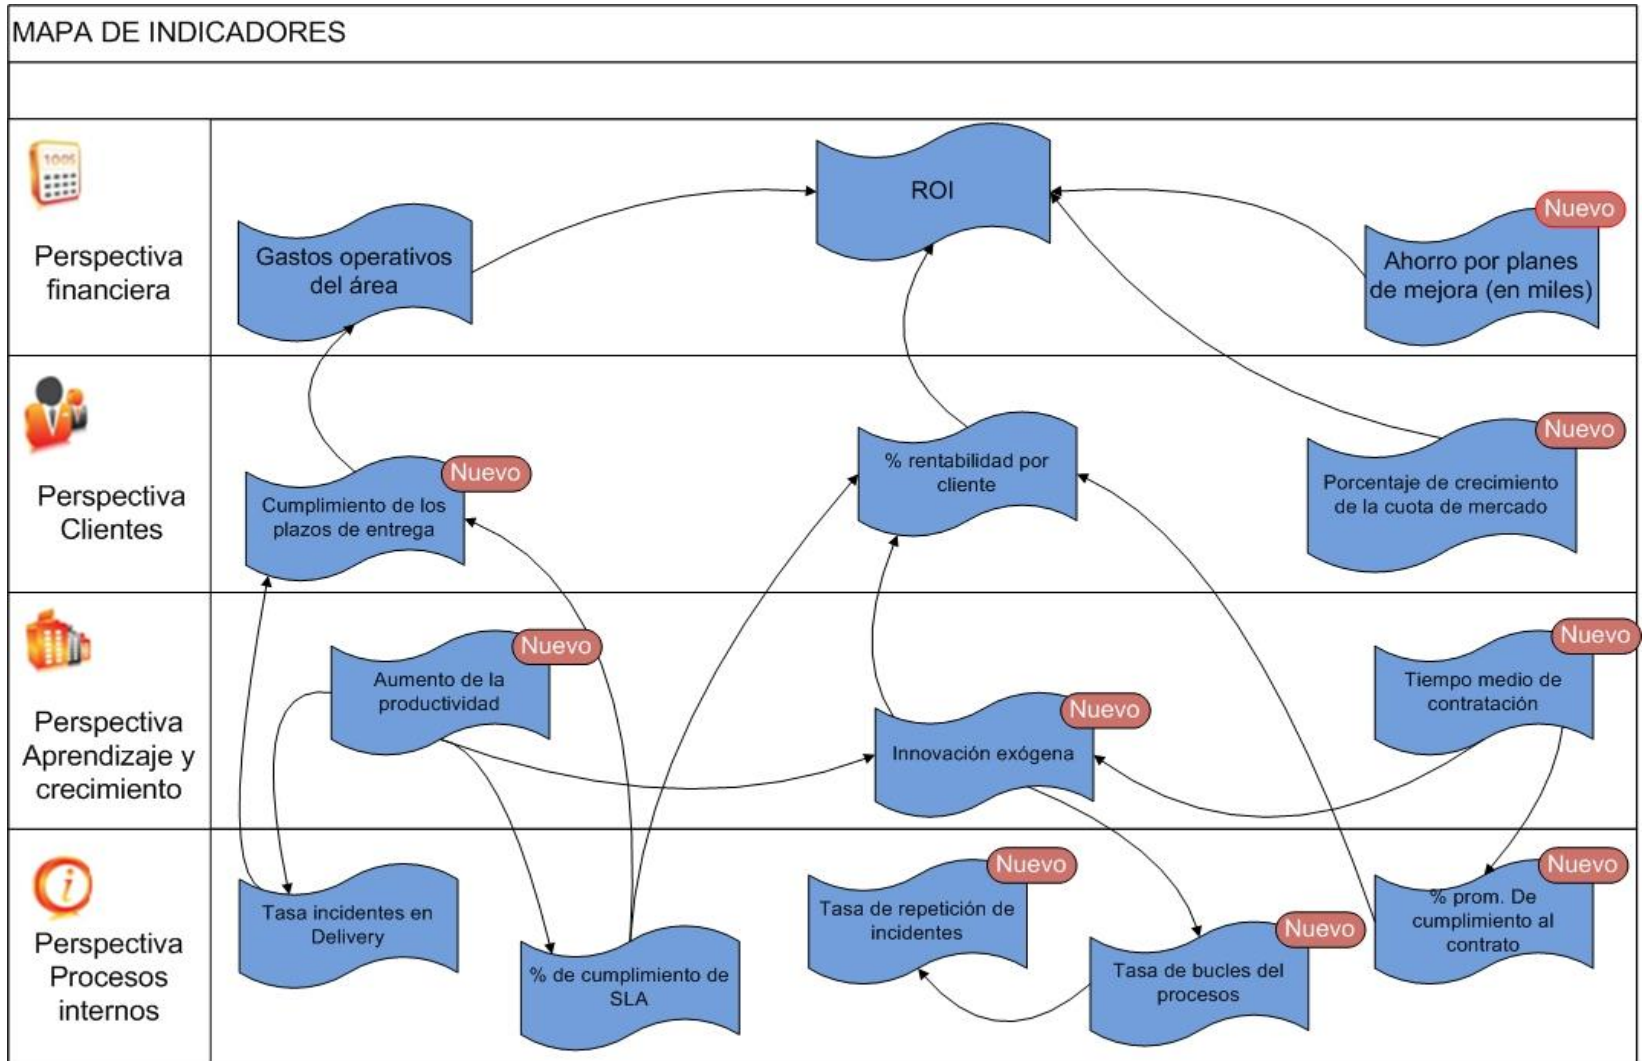 MAPA DE INDICADORES
100S
Perspectiva
financiera
Gastos operativos
del área
ROI
Nuevo
Ahorro por planes
de mejora (en miles)
Perspectiva
Clientes
Nuevo
Cumplimiento de los
plazos de entrega
% rentabilidad por
cliente
Nuevo
Porcentaje de crecimiento
de la cuota de mercado
Perspectiva
Aprendizaje y
crecimiento
Nuevo
Aumento de la
productividad
Nuevo
Innovación exógena
Nuevo
Tiempo medio de
contratación
i
Perspectiva
Procesos
internos
Tasa incidentes en
Delivery
% de cumplimiento de
SLA
Nuevo
Tasa de repetición de
incidentes
Nuevo
Tasa de bucles del
procesos
Nuevo
% prom. De
cumplimiento al
contrato